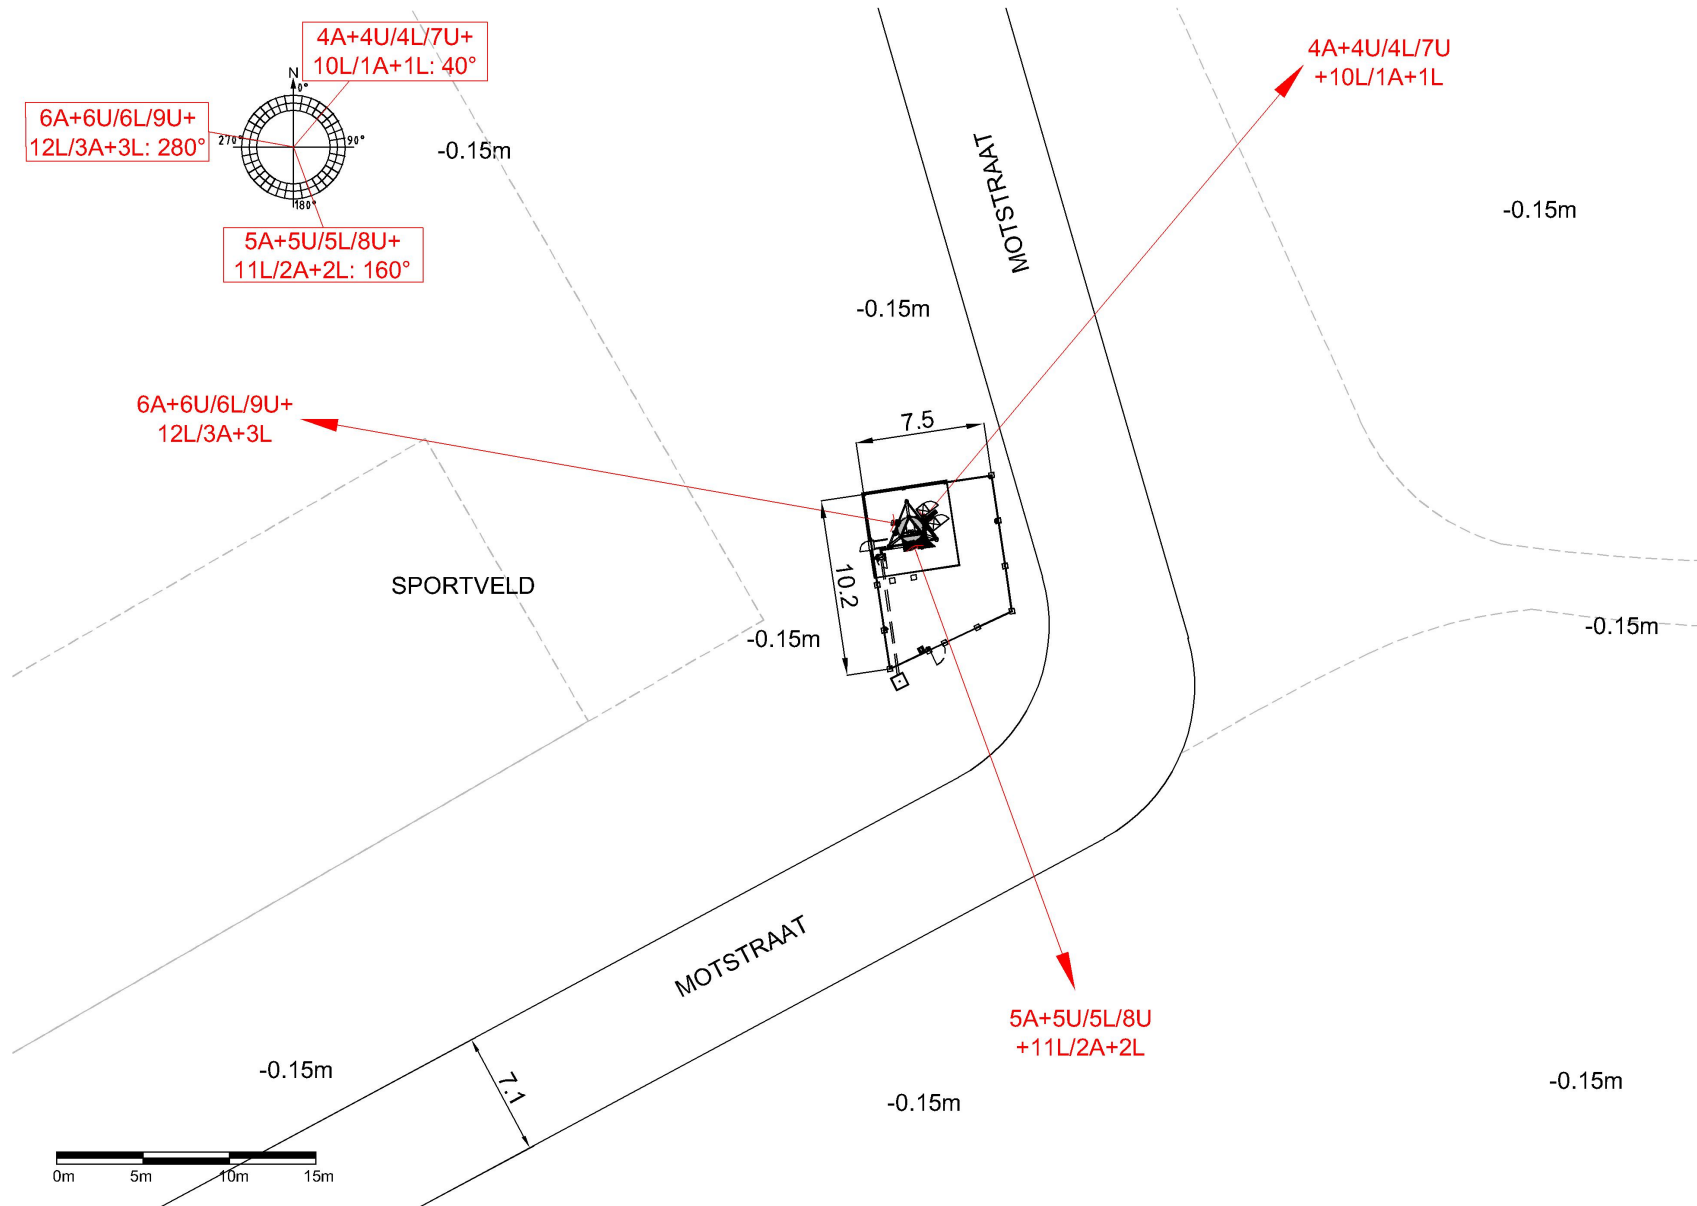 4A+4U/4L/7U+
10L/1A+1L: 40°
N
0°
6A+6U/6L/9U+
12L/3A+3L: 280°
270°
90°
180°
5A+5U/5L/8U+
11L/2A+2L: 160°
4A+4U/4L/7U
+10L/1A+1L
-0.15m
MOTSTRAAT
-0.15m
-0.15m
6A+6U/6L/9U+
12L/3A+3L
7.5
10.2
SPORTVELD
-0.15m
-0.15m
MOTSTRAAT
5A+5U/5L/8U
+11L/2A+2L
-0.15m
7.1
-0.15m
-0.15m
0m 5m 10m 15m